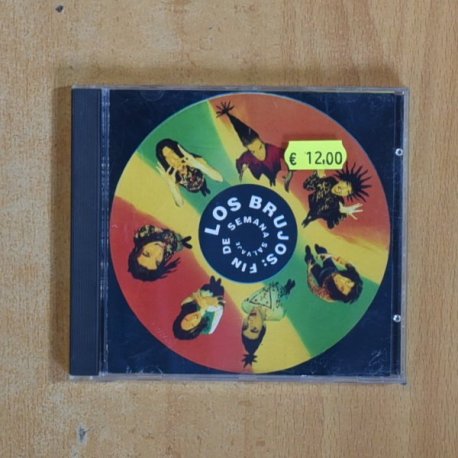 € 12,00
LOS BRUJOS: FIN DE
SEMANA SALVAJE